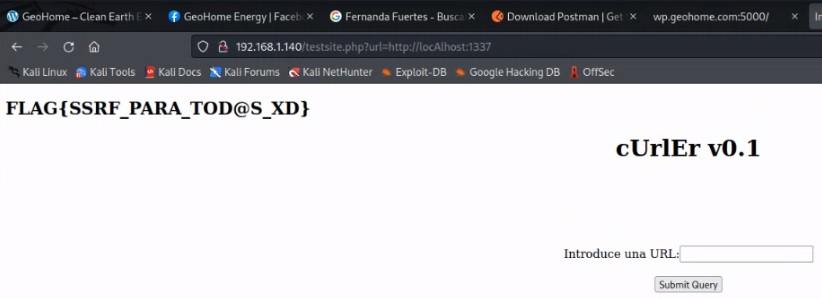 GeoHome – Clean Earth E
GeoHome Energy | Faceb
Fernanda Fuertes - Busca
Download Postman | Get
wp.geohome.com:5000/
192.168.1.140/testsite.php?url=http://locAlhost:1337
Kali Linux
Kali Tools
Kali Docs
Kali Forums
Kali NetHunter
Exploit-DB
Google Hacking DB
OffSec
FLAG{SSRF_PARA_TOD@S_XD}
cUrlEr v0.1
Introduce una URL:
Submit Query